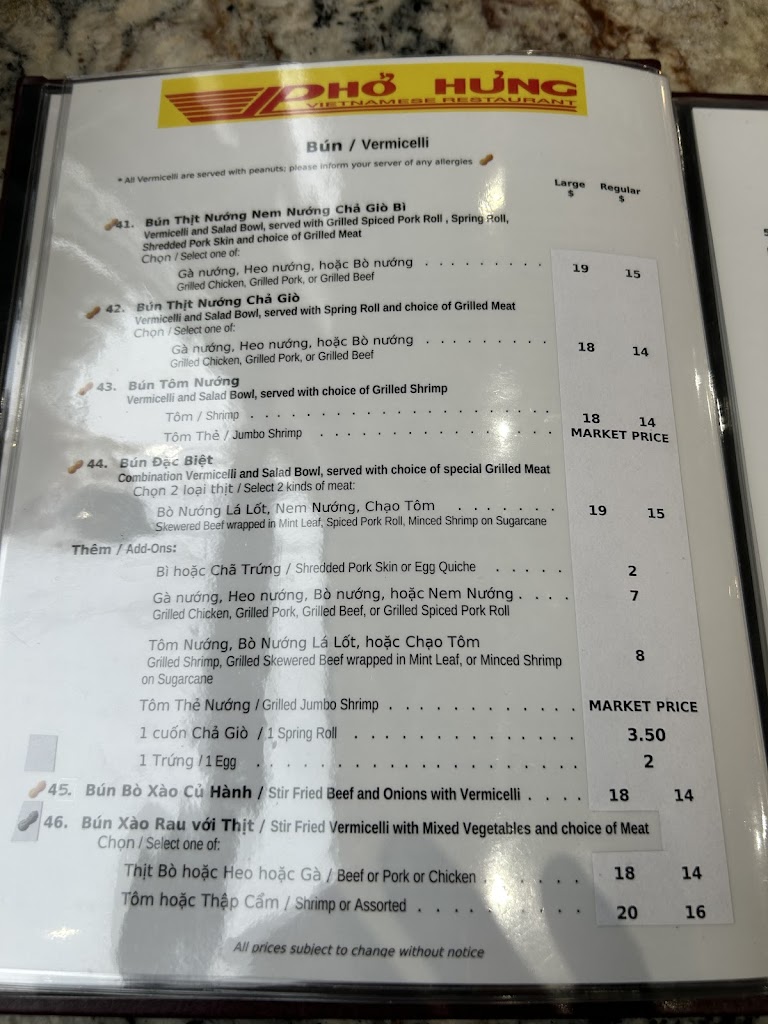 PHỞ HƯNG
VIETNAMESE RESTAURANT
Bún / Vermicelli
* All Vermicelli are served with peanuts; please inform your server of any allergies
Large Regular
$ $
41. Bún Thịt Nướng Nem Nướng Chả Giò Bì
Vermicelli and Salad Bowl, served with Grilled Spiced Pork Roll , Spring Roll,
Shredded Pork Skin and choice of Grilled Meat
Chọn / Select one of:
Gà nướng, Heo nướng, hoặc Bò nướng . . . . . . . . . 19 15
Grilled Chicken, Grilled Pork, or Grilled Beef
42. Bún Thịt Nướng Chả Giò
Vermicelli and Salad Bowl, served with Spring Roll and choice of Grilled Meat
Chọn / Select one of:
Gà nướng, Heo nướng, hoặc Bò nướng . . . . . . . . . 18 14
Grilled Chicken, Grilled Pork, or Grilled Beef
43. Bún Tôm Nướng
Vermicelli and Salad Bowl, served with choice of Grilled Shrimp
Tôm / Shrimp . . . . . . . . . . . . . . . . . . . . . . 18 14
Tôm Thẻ / Jumbo Shrimp . . . . . . . . . . . . . . . . . MARKET PRICE
44. Bún Đặc Biệt
Combination Vermicelli and Salad Bowl, served with choice of special Grilled Meat
Chọn 2 loại thịt / Select 2 kinds of meat:
Bò Nướng Lá Lốt, Nem Nướng, Chạo Tôm . . . . . . . 19 15
Skewered Beef wrapped in Mint Leaf, Spiced Pork Roll, Minced Shrimp on Sugarcane
Thêm / Add-Ons:
Bì hoặc Chã Trứng / Shredded Pork Skin or Egg Quiche . . . . . 2
Gà nướng, Heo nướng, Bò nướng, hoặc Nem Nướng . . . . 7
Grilled Chicken, Grilled Pork, Grilled Beef, or Grilled Spiced Pork Roll
Tôm Nướng, Bò Nướng Lá Lốt, hoặc Chạo Tôm
Grilled Shrimp, Grilled Skewered Beef wrapped in Mint Leaf, or Minced Shrimp 8
on Sugarcane
Tôm Thẻ Nướng / Grilled Jumbo Shrimp . . . . . . . . . . . . MARKET PRICE
1 cuốn Chả Giò / 1 Spring Roll . . . . . . . . . . . . . . 3.50
1 Trứng / 1 Egg . . . . . . . . . . . . . . . . . . . . 2
45. Bún Bò Xào Củ Hành / Stir Fried Beef and Onions with Vermicelli . . . . 18 14
46. Bún Xào Rau với Thịt / Stir Fried Vermicelli with Mixed Vegetables and choice of Meat
Chọn / Select one of:
Thịt Bò hoặc Heo hoặc Gà / Beef or Pork or Chicken . . . . . . 18 14
Tôm hoặc Thập Cẩm / Shrimp or Assorted . . . . . . . . . . 20 16
All prices subject to change without notice